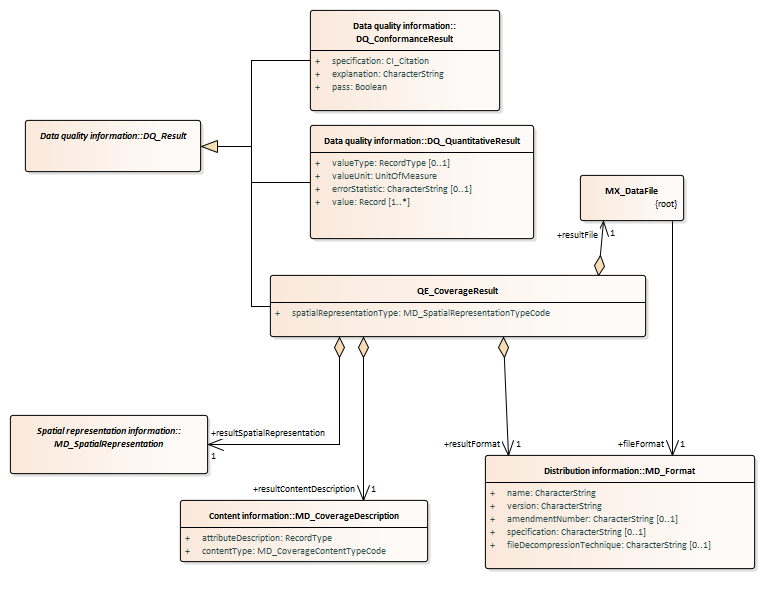 Data quality information::
DQ_ConformanceResult
+ specification: CI_Citation
+ explanation: CharacterString
+ pass: Boolean
Data quality information::DQ_Result
Data quality information::DQ_QuantitativeResult
+ valueType: RecordType [0..1]
+ valueUnit: UnitOfMeasure
+ errorStatistic: CharacterString [0..1]
+ value: Record [1..*]
MX_DataFile
{root}
+resultFile 1
QE_CoverageResult
+ spatialRepresentationType: MD_SpatialRepresentationTypeCode
Spatial representation information::
MD_SpatialRepresentation
+resultSpatialRepresentation
1
+resultFormat 1
+fileFormat 1
+resultContentDescription 1
Distribution information::MD_Format
+ name: CharacterString
+ version: CharacterString
+ amendmentNumber: CharacterString [0..1]
+ specification: CharacterString [0..1]
+ fileDecompressionTechnique: CharacterString [0..1]
Content information::MD_CoverageDescription
+ attributeDescription: RecordType
+ contentType: MD_CoverageContentTypeCode